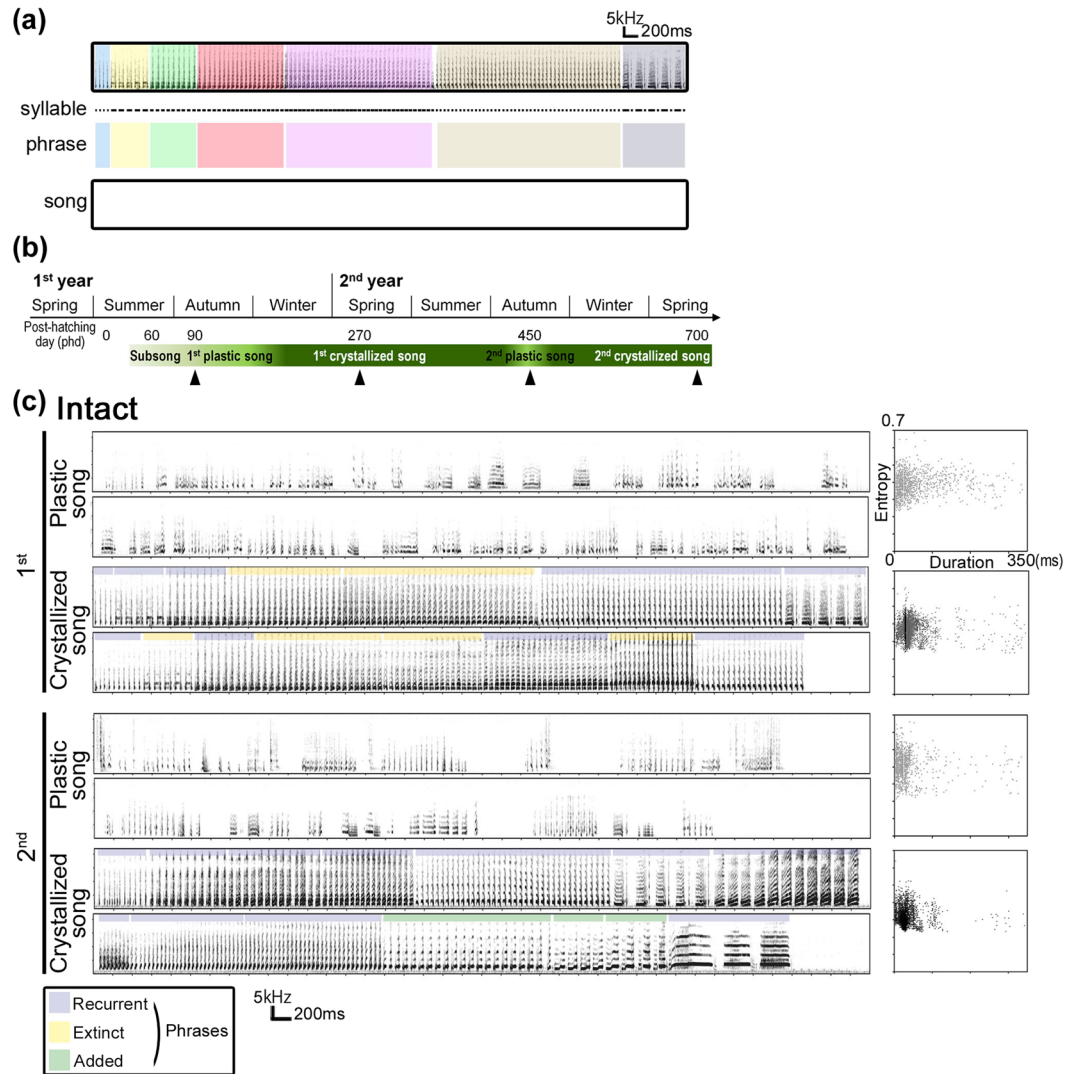 (a)
5kHz
200ms
syllable
phrase
song
(b)
1st year
2nd year
Spring Summer Autumn Winter Spring Summer Autumn Winter Spring
Post-hatching
day (phd)
0 60 90 270 450 700
Subsong 1st plastic song 1st crystallized song 2nd plastic song 2nd crystallized song
(c) Intact
1st
Plastic
song
Crystallized
song
0.7
Entropy
0 Duration 350(ms)
2nd
Plastic
song
Crystallized
song
Recurrent
Extinct
Added
Phrases
5kHz
200ms